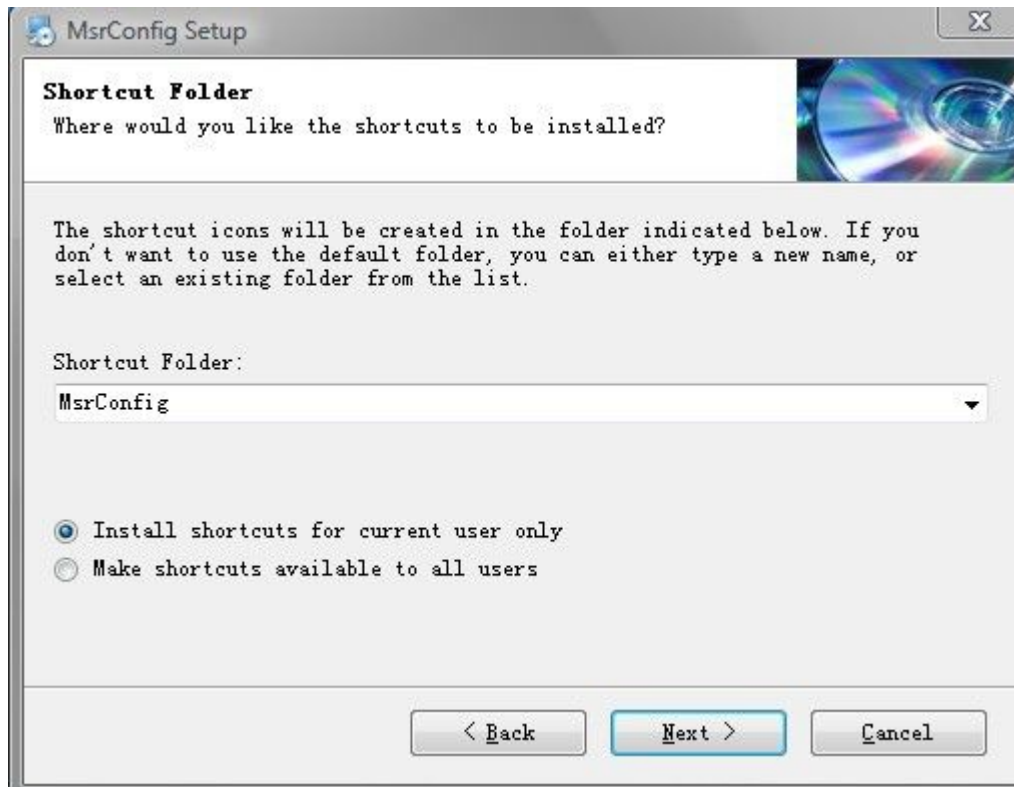 MsrConfig Setup
Shortcut Folder
Where would you like the shortcuts to be installed?
The shortcut icons will be created in the folder indicated below. If you
don't want to use the default folder, you can either type a new name, or
select an existing folder from the list.
Shortcut Folder:
MsrConfig
Install shortcuts for current user only
Make shortcuts available to all users
< Back
Next >
Cancel